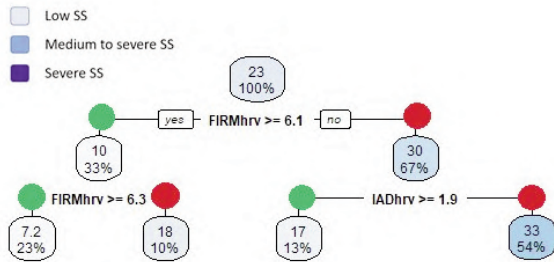 Low SS
Medium to severe SS
Severe SS
23
100%
yes FIRMhrv >= 6.1 no
10
33%
30
67%
FIRMhrv >= 6.3
IADhrv >= 1.9
7.2
23%
18
10%
17
13%
33
54%